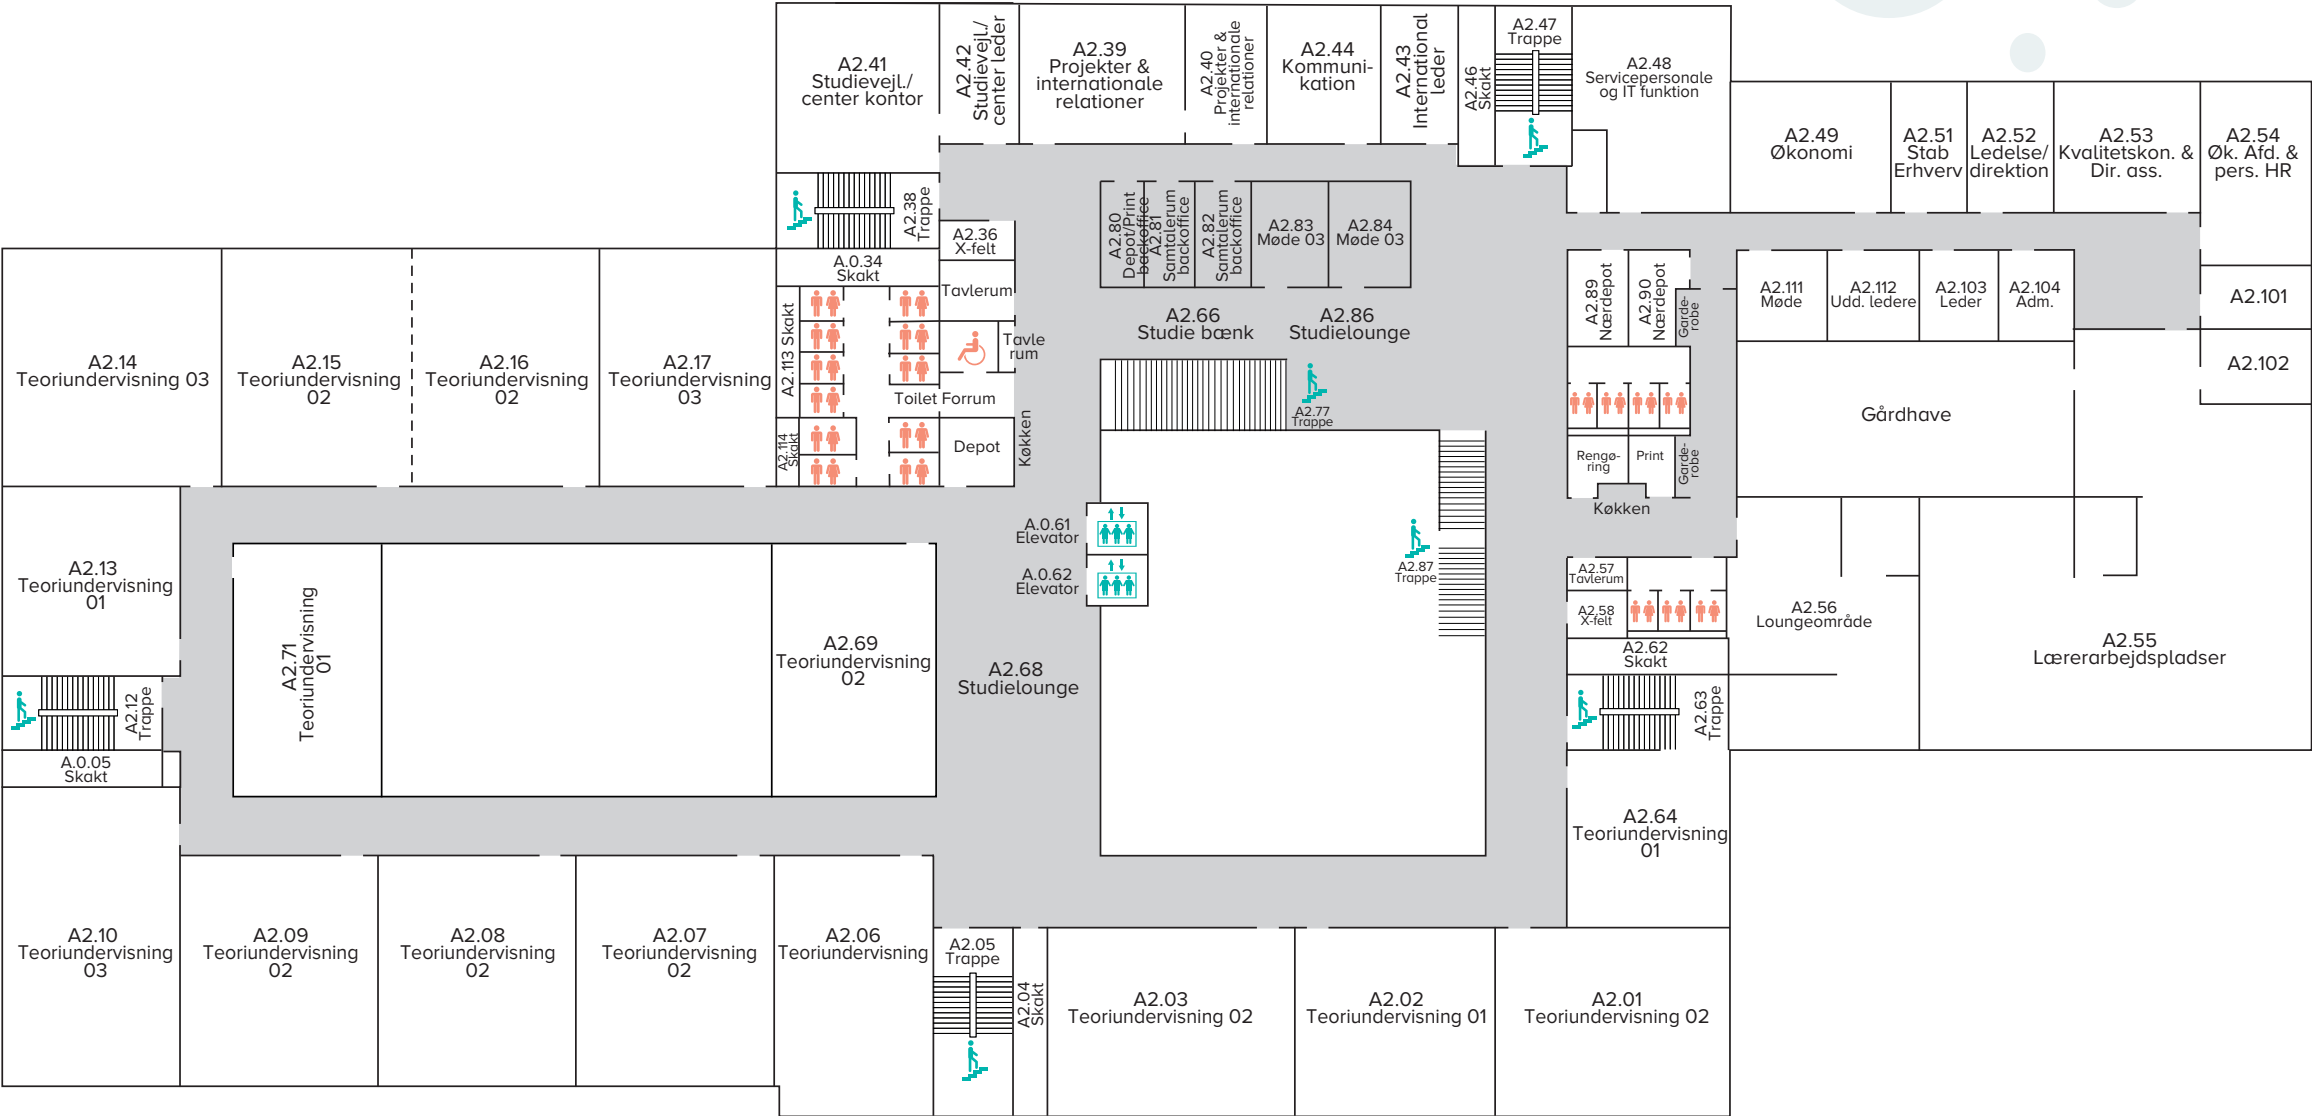 A2.41
Studievejl./
center kontor
A2.42
Studievejl./
center leder
A2.39
Projekter &
internationale
relationer
A2.40
Projekter &
internationale
relationer
A2.44
Kommuni-
kation
A2.43
International
leder
A2.46
Skakt
A2.47
Trappe
A2.48
Servicepersonale
og IT funktion
A2.49
Økonomi
A2.51
Stab
Erhverv
A2.52
Ledelse/
direktion
A2.53
Kvalitetskon. &
Dir. ass.
A2.54
Øk. Afd. &
pers. HR
A2.38
Trappe
A2.36
X-felt
A.0.34
Skakt
Tavlerum
Tavle
rum
A2.113 Skakt
A2.114
Skakt
Toilet Forrum
Depot
Køkken
A2.80
Depot/Print
backoffice
A2.81
Samtalerum
backoffice
A2.82
Samtalerum
backoffice
A2.83
Møde 03
A2.84
Møde 03
A2.66
Studie bænk
A2.86
Studielounge
A2.77
Trappe
A2.89
Nærdepot
A2.90
Nærdepot
Garde-
robe
A2.111
Møde
A2.112
Udd. ledere
A2.103
Leder
A2.104
Adm.
A2.101
A2.102
Gårdhave
Rengø-
ring
Print
Garde-
robe
Køkken
A2.14
Teoriundervisning 03
A2.15
Teoriundervisning
02
A2.16
Teoriundervisning
02
A2.17
Teoriundervisning
03
A2.13
Teoriundervisning
01
A2.71
Teoriundervisning
01
A2.69
Teoriundervisning
02
A2.68
Studielounge
A.0.61
Elevator
A.0.62
Elevator
A2.87
Trappe
A2.57
Tavlerum
A2.58
X-felt
A2.62
Skakt
A2.63
Trappe
A2.56
Loungeområde
A2.55
Lærerarbejdspladser
A2.12
Trappe
A.0.05
Skakt
A2.64
Teoriundervisning
01
A2.10
Teoriundervisning
03
A2.09
Teoriundervisning
02
A2.08
Teoriundervisning
02
A2.07
Teoriundervisning
02
A2.06
Teoriundervisning
A2.05
Trappe
A2.04
Skakt
A2.03
Teoriundervisning 02
A2.02
Teoriundervisning 01
A2.01
Teoriundervisning 02